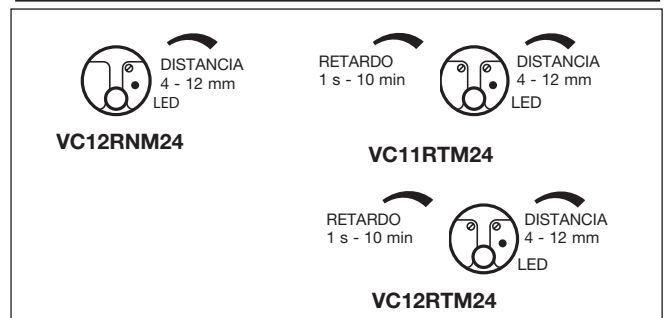 DISTANCIA
4 - 12 mm
LED
VC12RNM24
RETARDO
1 s - 10 min
DISTANCIA
4 - 12 mm
LED
VC11RTM24
RETARDO
1 s - 10 min
DISTANCIA
4 - 12 mm
LED
VC12RTM24